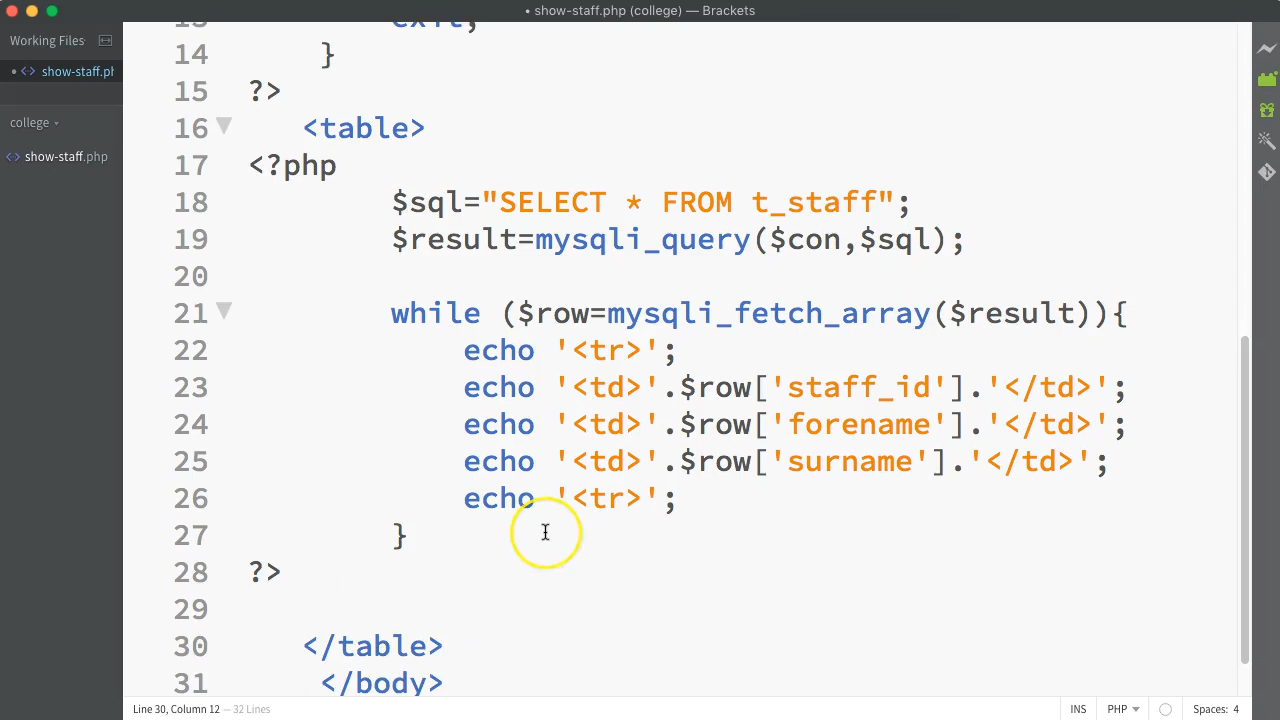 • show-staff.php (college) — Brackets
Working Files
• <> show-staff.ph
college
<> show-staff.php
13 exit;
14 }
15 ?>
16 <table>
17 <?php
18 $sql="SELECT * FROM t_staff";
19 $result=mysqli_query($con,$sql);
20
21 while ($row=mysqli_fetch_array($result)){
22 echo '<tr>';
23 echo '<td>'.$row['staff_id'].'</td>';
24 echo '<td>'.$row['forename'].'</td>';
25 echo '<td>'.$row['surname'].'</td>';
26 echo '<tr>';
27 }
28 ?>
29
30 </table>
31 </body>
Line 30, Column 12 — 32 Lines
INS PHP Spaces: 4